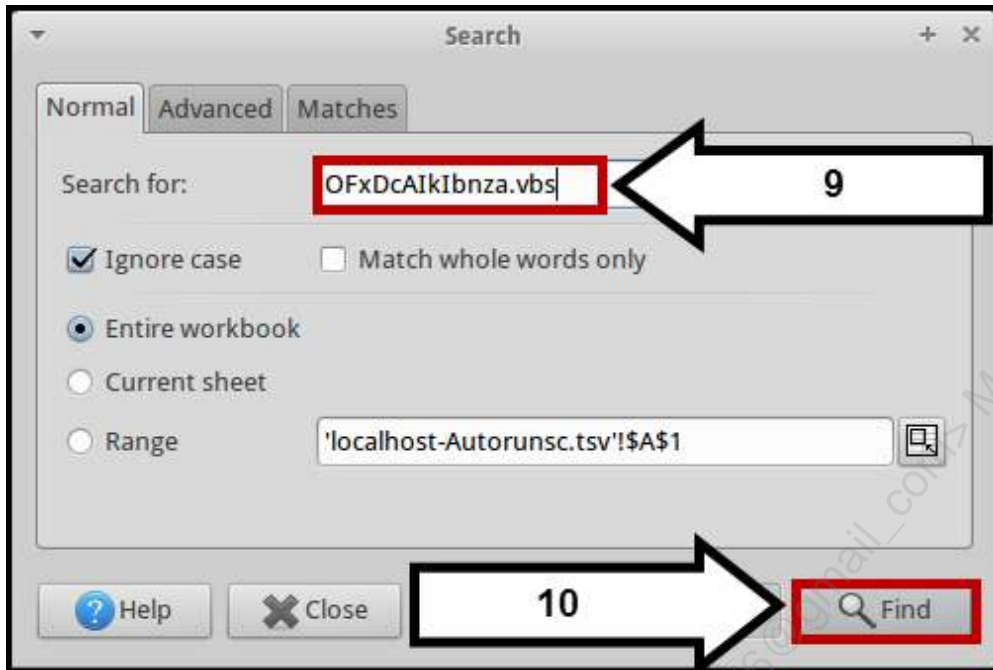 Search
Normal Advanced Matches
Search for: OFxDcAIkIbnza.vbs 9
Ignore case Match whole words only
Entire workbook
Current sheet
Range 'localhost-Autorunsc.tsv'!$A$1
Help Close 10 Find